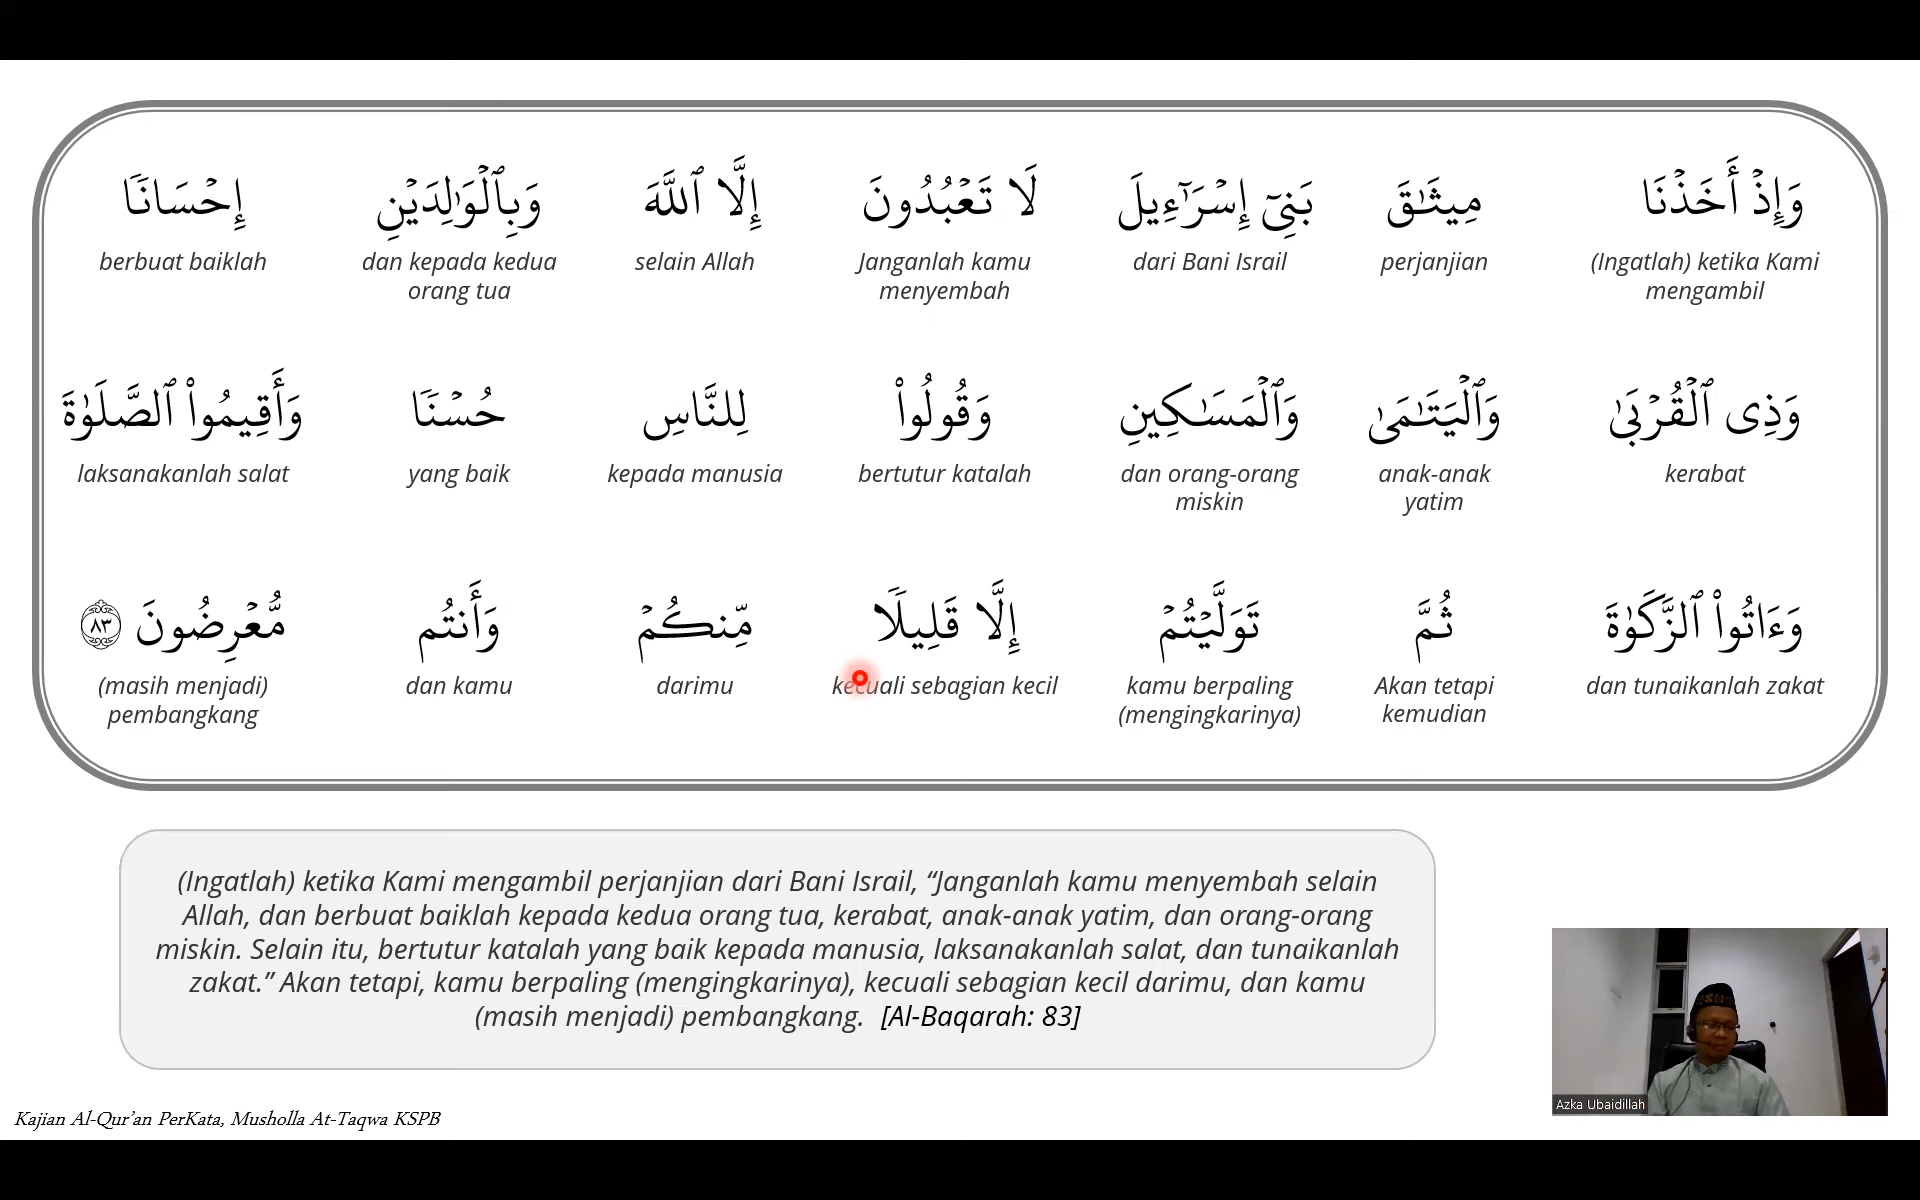 وَإِذْ أَخَذْنَا مِيثَٰقَ بَنِىٓ إِسْرَٰٓءِيلَ لَا تَعْبُدُونَ إِلَّا ٱللَّهَ وَبِٱلْوَٰلِدَيْنِ إِحْسَانًا
(Ingatlah) ketika Kami mengambil
perjanjian
dari Bani Israil
Janganlah kamu menyembah
selain Allah
dan kepada kedua orang tua
berbuat baiklah
وَذِى ٱلْقُرْبَىٰ وَٱلْيَتَٰمَىٰ وَٱلْمَسَٰكِينِ وَقُولُوا۟ لِلنَّاسِ حُسْنًا وَأَقِيمُوا۟ ٱلصَّلَوٰةَ
kerabat
anak-anak yatim
dan orang-orang miskin
bertutur katalah
kepada manusia
yang baik
laksanakanlah salat
وَءَاتُوا۟ ٱلزَّكَوٰةَ ثُمَّ تَوَلَّيْتُمْ إِلَّا قَلِيلًا مِّنكُمْ وَأَنتُم مُّعْرِضُونَ ٨٣
dan tunaikanlah zakat
Akan tetapi kemudian
kamu berpaling (mengingkarinya)
kecuali sebagian kecil
darimu
dan kamu
(masih menjadi) pembangkang
(Ingatlah) ketika Kami mengambil perjanjian dari Bani Israil, “Janganlah kamu menyembah selain
Allah, dan berbuat baiklah kepada kedua orang tua, kerabat, anak-anak yatim, dan orang-orang
miskin. Selain itu, bertutur katalah yang baik kepada manusia, laksanakanlah salat, dan tunaikanlah
zakat.” Akan tetapi, kamu berpaling (mengingkarinya), kecuali sebagian kecil darimu, dan kamu
(masih menjadi) pembangkang. [Al-Baqarah: 83]
Azka Ubaidillah
Kajian Al-Qur’an PerKata, Musholla At-Taqwa KSPB